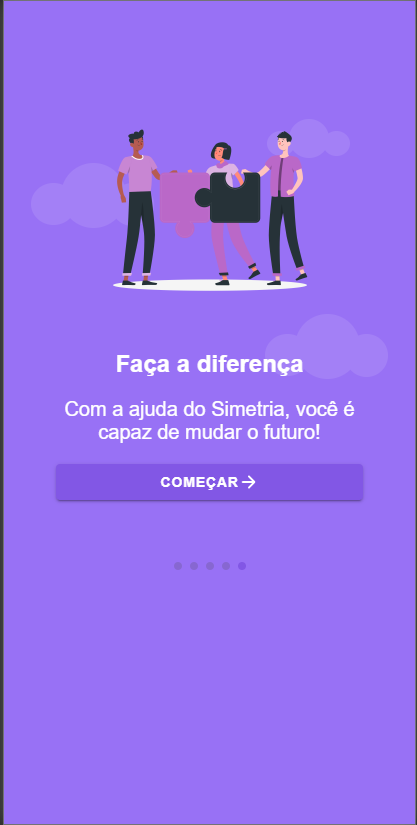 Faça a diferença
Com a ajuda do Simetria, você é
capaz de mudar o futuro!
COMEÇAR